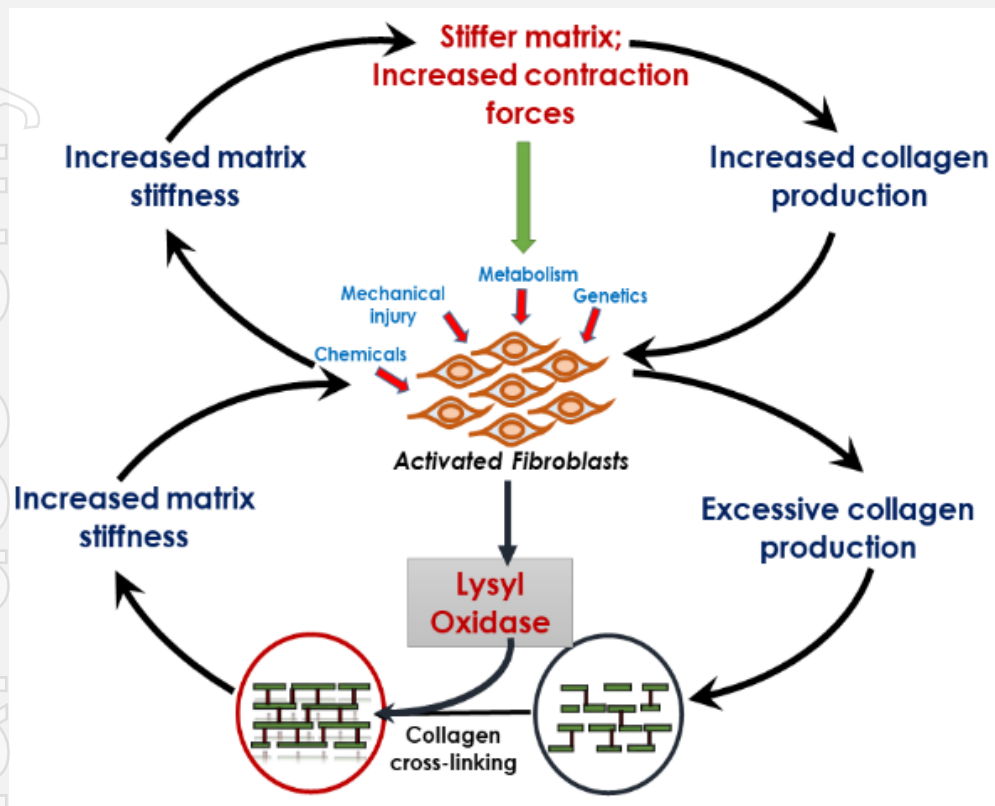 Stiffer matrix;
Increased contraction
forces
Increased matrix
stiffness
Increased collagen
production
Metabolism
Mechanical
injury
Genetics
Chemicals
Activated Fibroblasts
Increased matrix
stiffness
Excessive collagen
production
Lysyl
Oxidase
Collagen
cross-linking